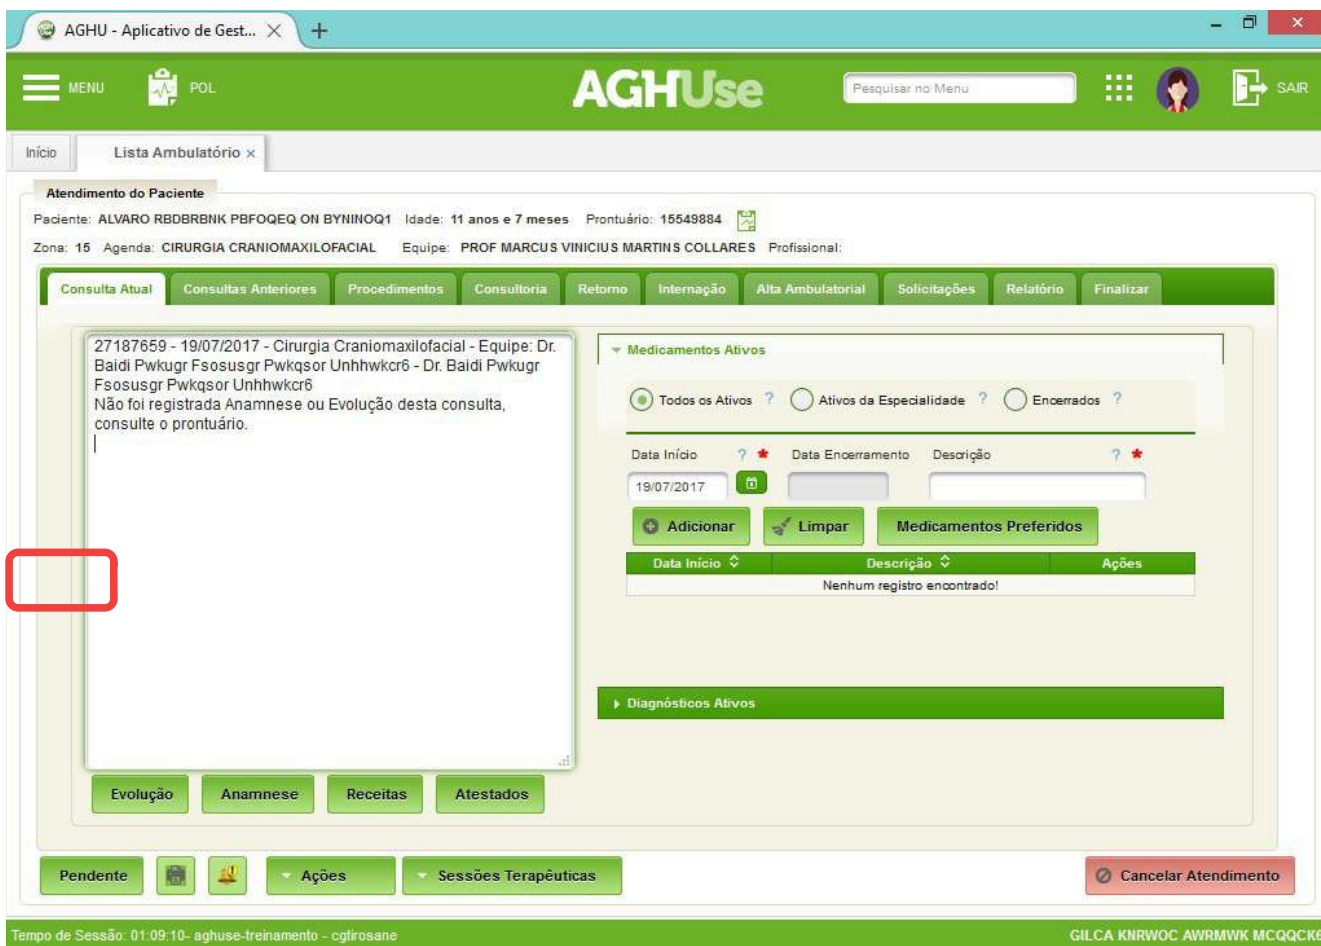 AGHU - Aplicativo de Gest...
MENU POL AGHUse Pesquisar no Menu SAIR
Início Lista Ambulatório
Atendimento do Paciente
Paciente: ALVARO RBDBRBNK PBFOQEQ ON BYNINOQ1 Idade: 11 anos e 7 meses Prontuário: 15549884
Zona: 15 Agenda: CIRURGIA CRANIOMAXILOFACIAL Equipe: PROF MARCUS VINICIUS MARTINS COLLARES Profissional:
Consulta Atual Consultas Anteriores Procedimentos Consultoria Retorno Internação Alta Ambulatorial Solicitações Relatório Finalizar
27187659 - 19/07/2017 - Cirurgia Craniomaxilofacial - Equipe: Dr.
Baidi Pwkugr Fsosusgr Pwkqsor Unhhwkcr6 - Dr. Baidi Pwkugr
Fsosusgr Pwkqsor Unhhwkcr6
Não foi registrada Anamnese ou Evolução desta consulta,
consulte o prontuário.
Medicamentos Ativos
Todos os Ativos ? Ativos da Especialidade ? Encerrados ?
Data Início ? * Data Encerramento Descrição ? *
19/07/2017
Adicionar Limpar Medicamentos Preferidos
Data Início Descrição Ações
Nenhum registro encontrado!
Diagnósticos Ativos
Evolução Anamnese Receitas Atestados
Pendente Ações Sessões Terapêuticas Cancelar Atendimento
Tempo de Sessão: 01:09:10- aghuse-treinamento - cgtirosane GILCA KNRWOC AWRMWK MCQQCK6